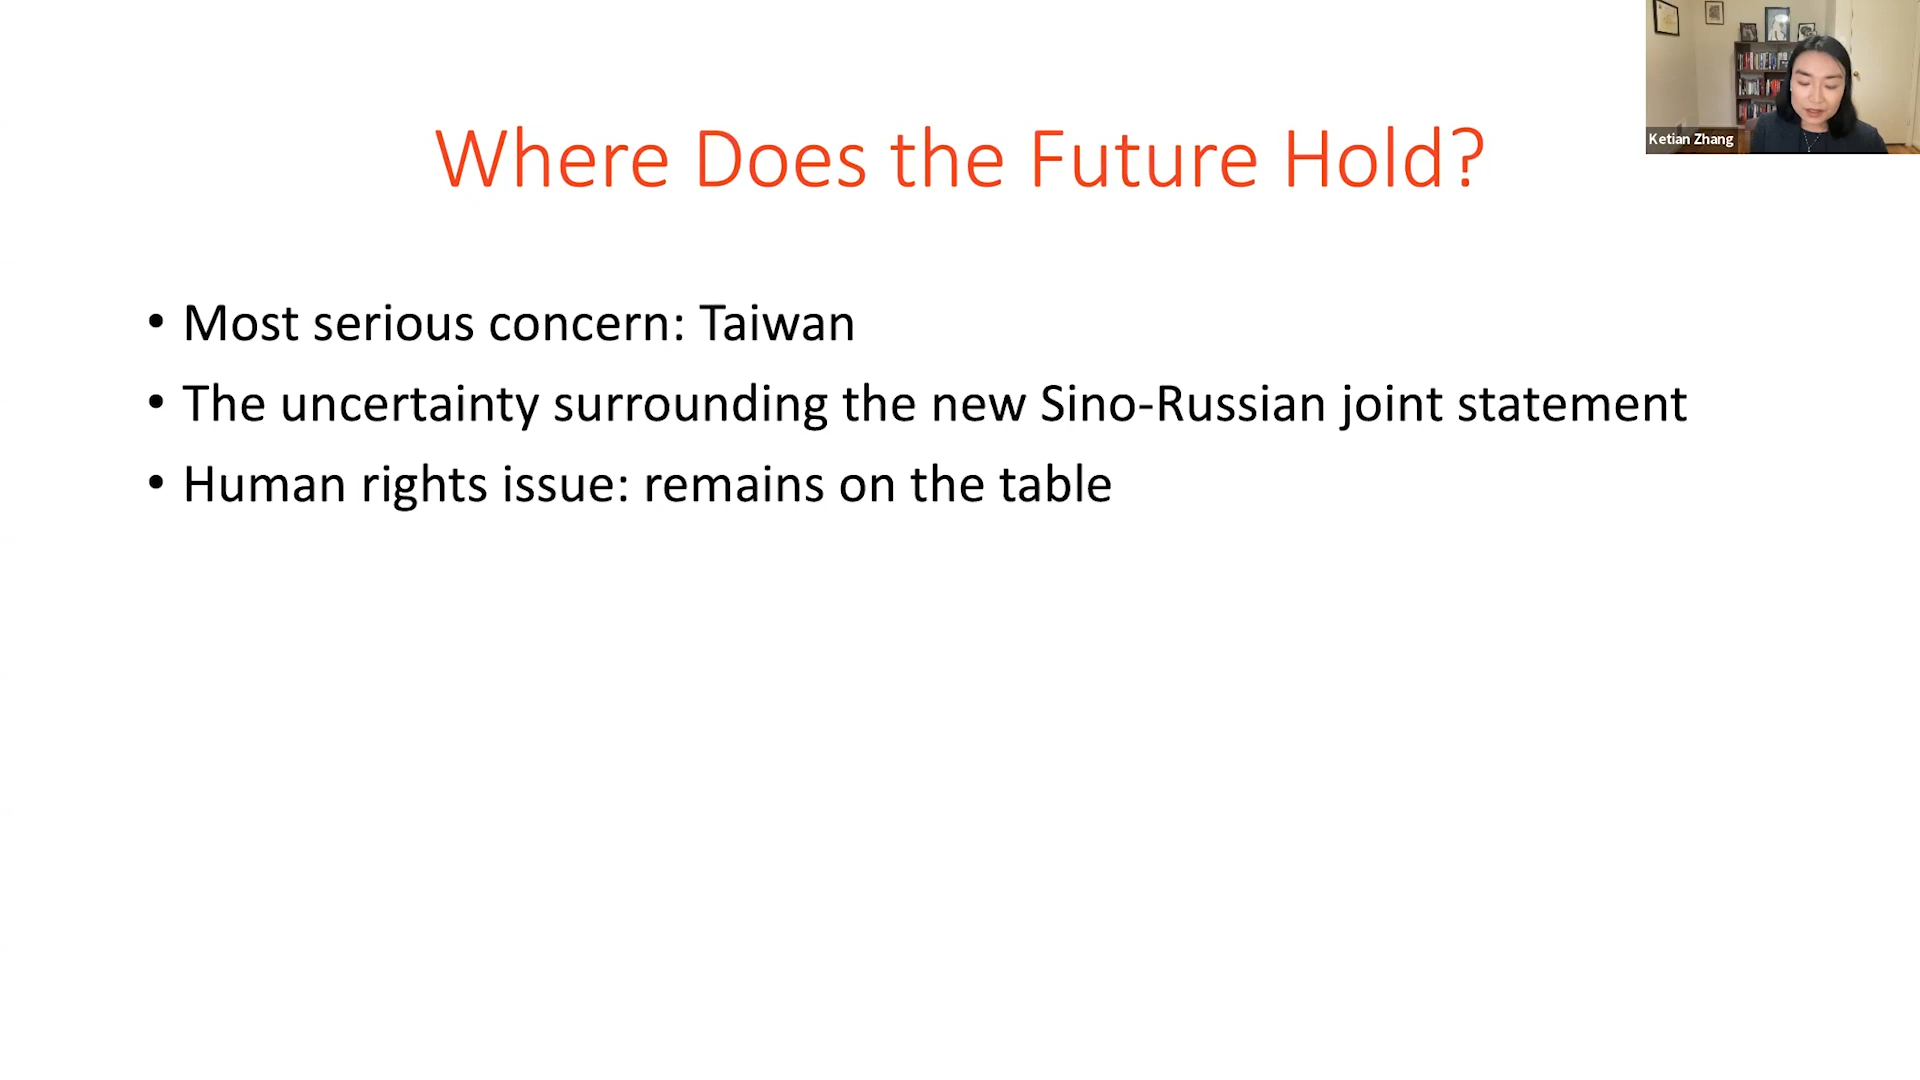 Where Does the Future Hold?
Ketian Zhang
• Most serious concern: Taiwan
• The uncertainty surrounding the new Sino-Russian joint statement
• Human rights issue: remains on the table